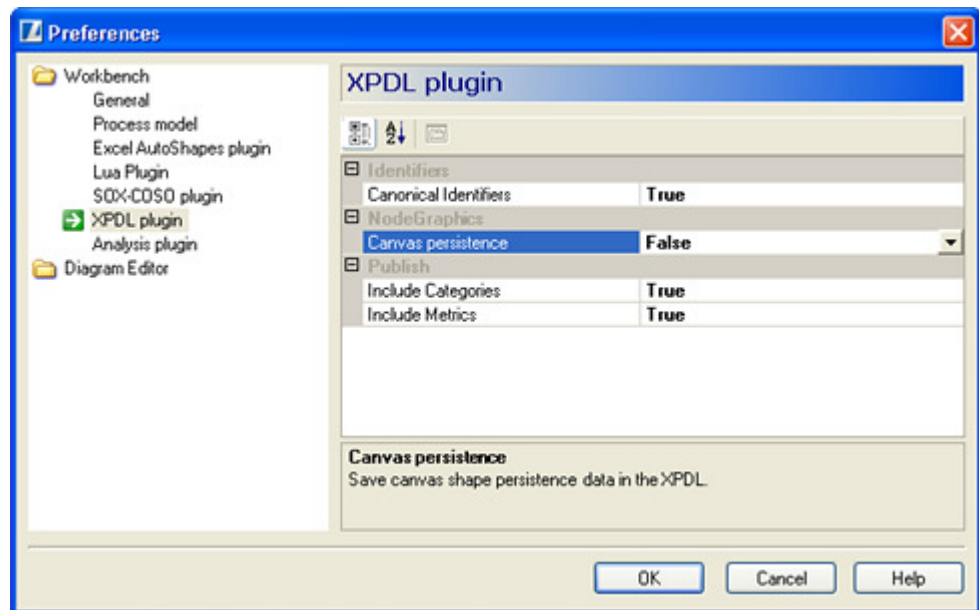 Preferences
Workbench
General
Process model
Excel AutoShapes plugin
Lua Plugin
SOX-COSO plugin
XPDL plugin
Analysis plugin
Diagram Editor
XPDL plugin
Identifiers
Canonical Identifiers True
NodeGraphics
Canvas persistence False
Publish
Include Categories True
Include Metrics True
Canvas persistence
Save canvas shape persistence data in the XPDL.
OK Cancel Help